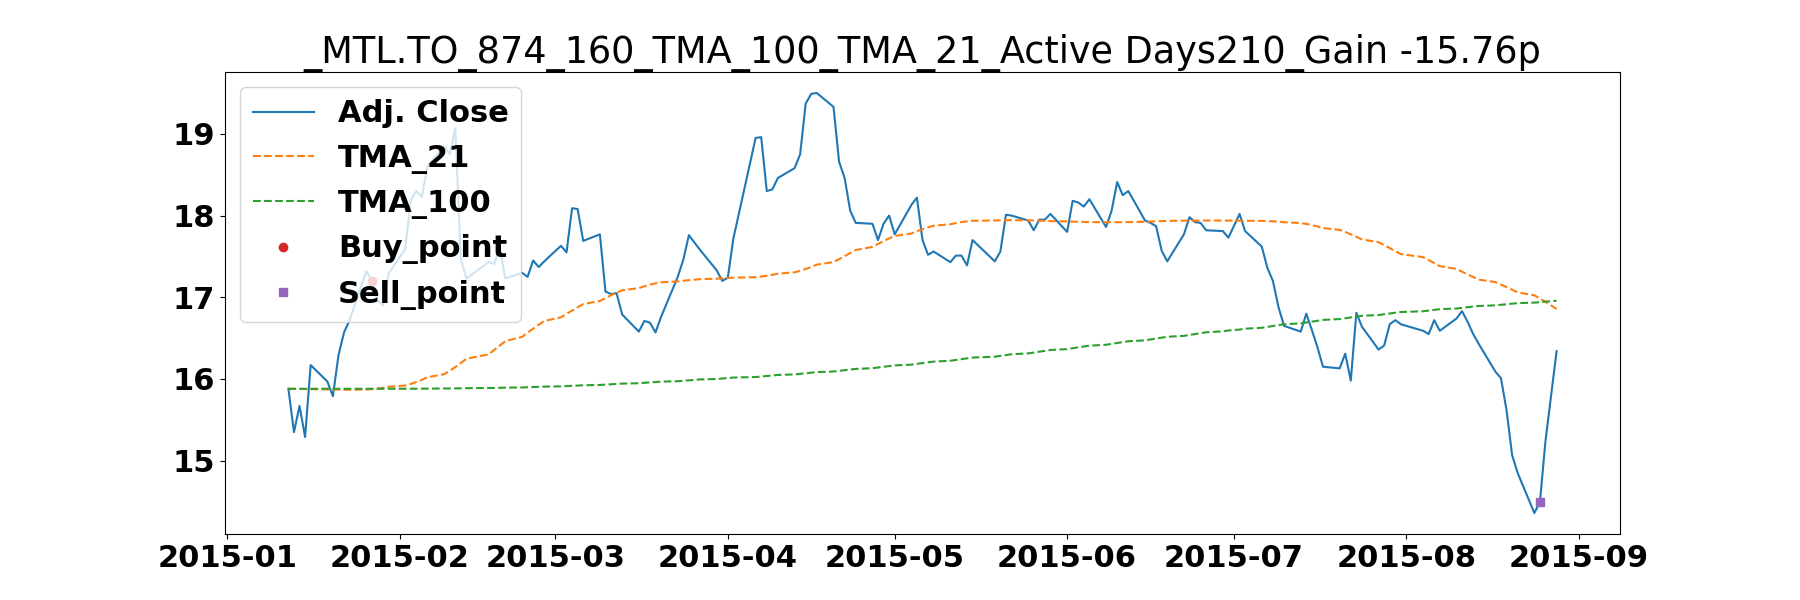 _MTL.TO_874_160_TMA_100_TMA_21_Active Days210_Gain -15.76p
Adj. Close
TMA_21
TMA_100
Buy_point
Sell_point
19
18
17
16
15
2015-01 2015-02 2015-03 2015-04 2015-05 2015-06 2015-07 2015-08 2015-09